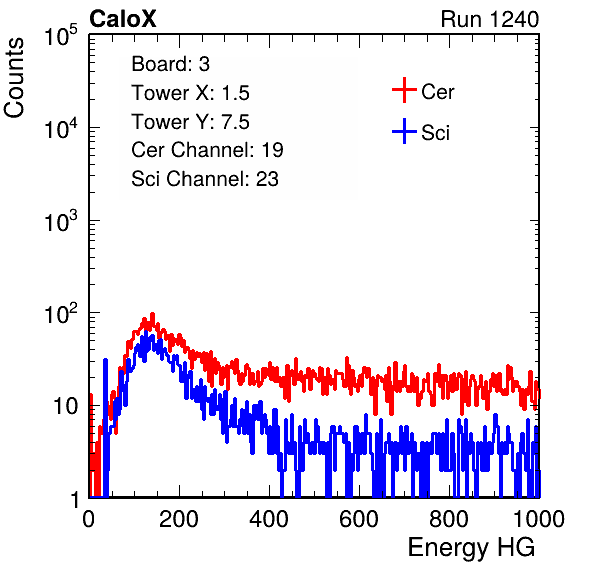 CaloX Run 1240
Counts
Board: 3
Tower X: 1.5
Tower Y: 7.5
Cer Channel: 19
Sci Channel: 23
Cer
Sci
10^5
10^4
10^3
10^2
10
1
0 200 400 600 800 1000
Energy HG